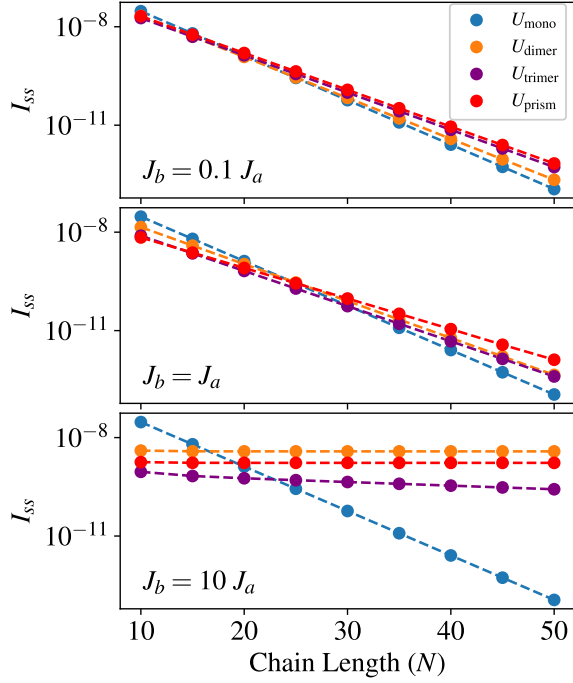 I_ss
10^−8
10^−11
J_b = 0.1 J_a
U_mono
U_dimer
U_trimer
U_prism
I_ss
10^−8
10^−11
J_b = J_a
I_ss
10^−8
10^−11
J_b = 10 J_a
10 20 30 40 50
Chain Length (N)